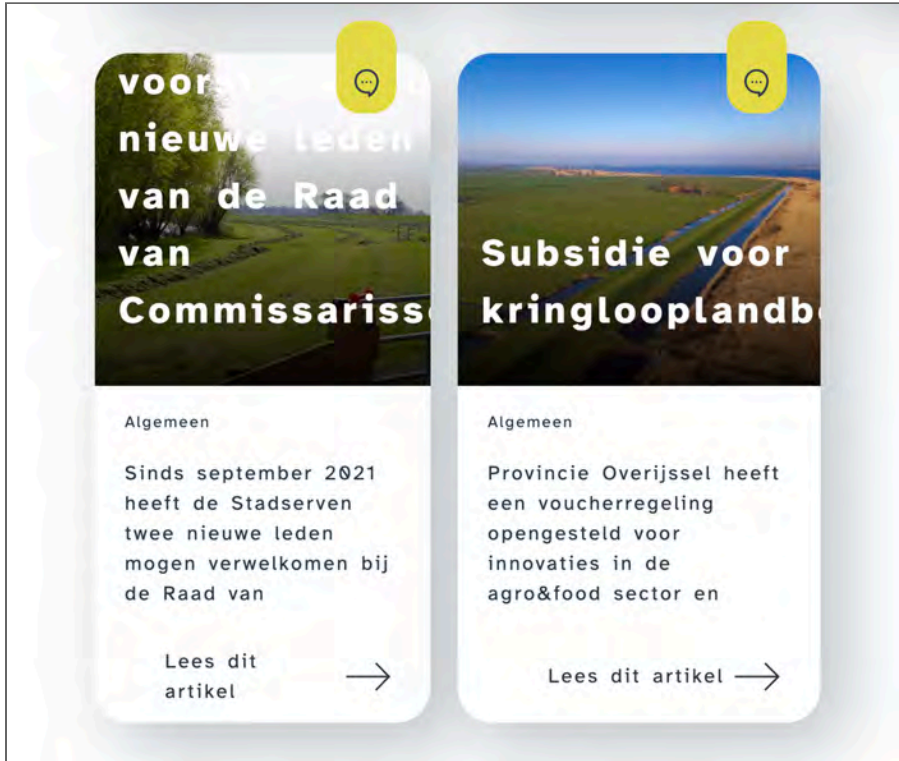 nieuwe leden
van de Raad
van
Algemeen
Sinds september 2021
heeft de Stadserven
twee nieuwe leden
mogen verwelkomen bij
de Raad van
Lees dit
artikel
Subsidie voor
Algemeen
Provincie Overijssel heeft
een voucherregeling
opengesteld voor
innovaties in de
agro&food sector en
Lees dit artikel